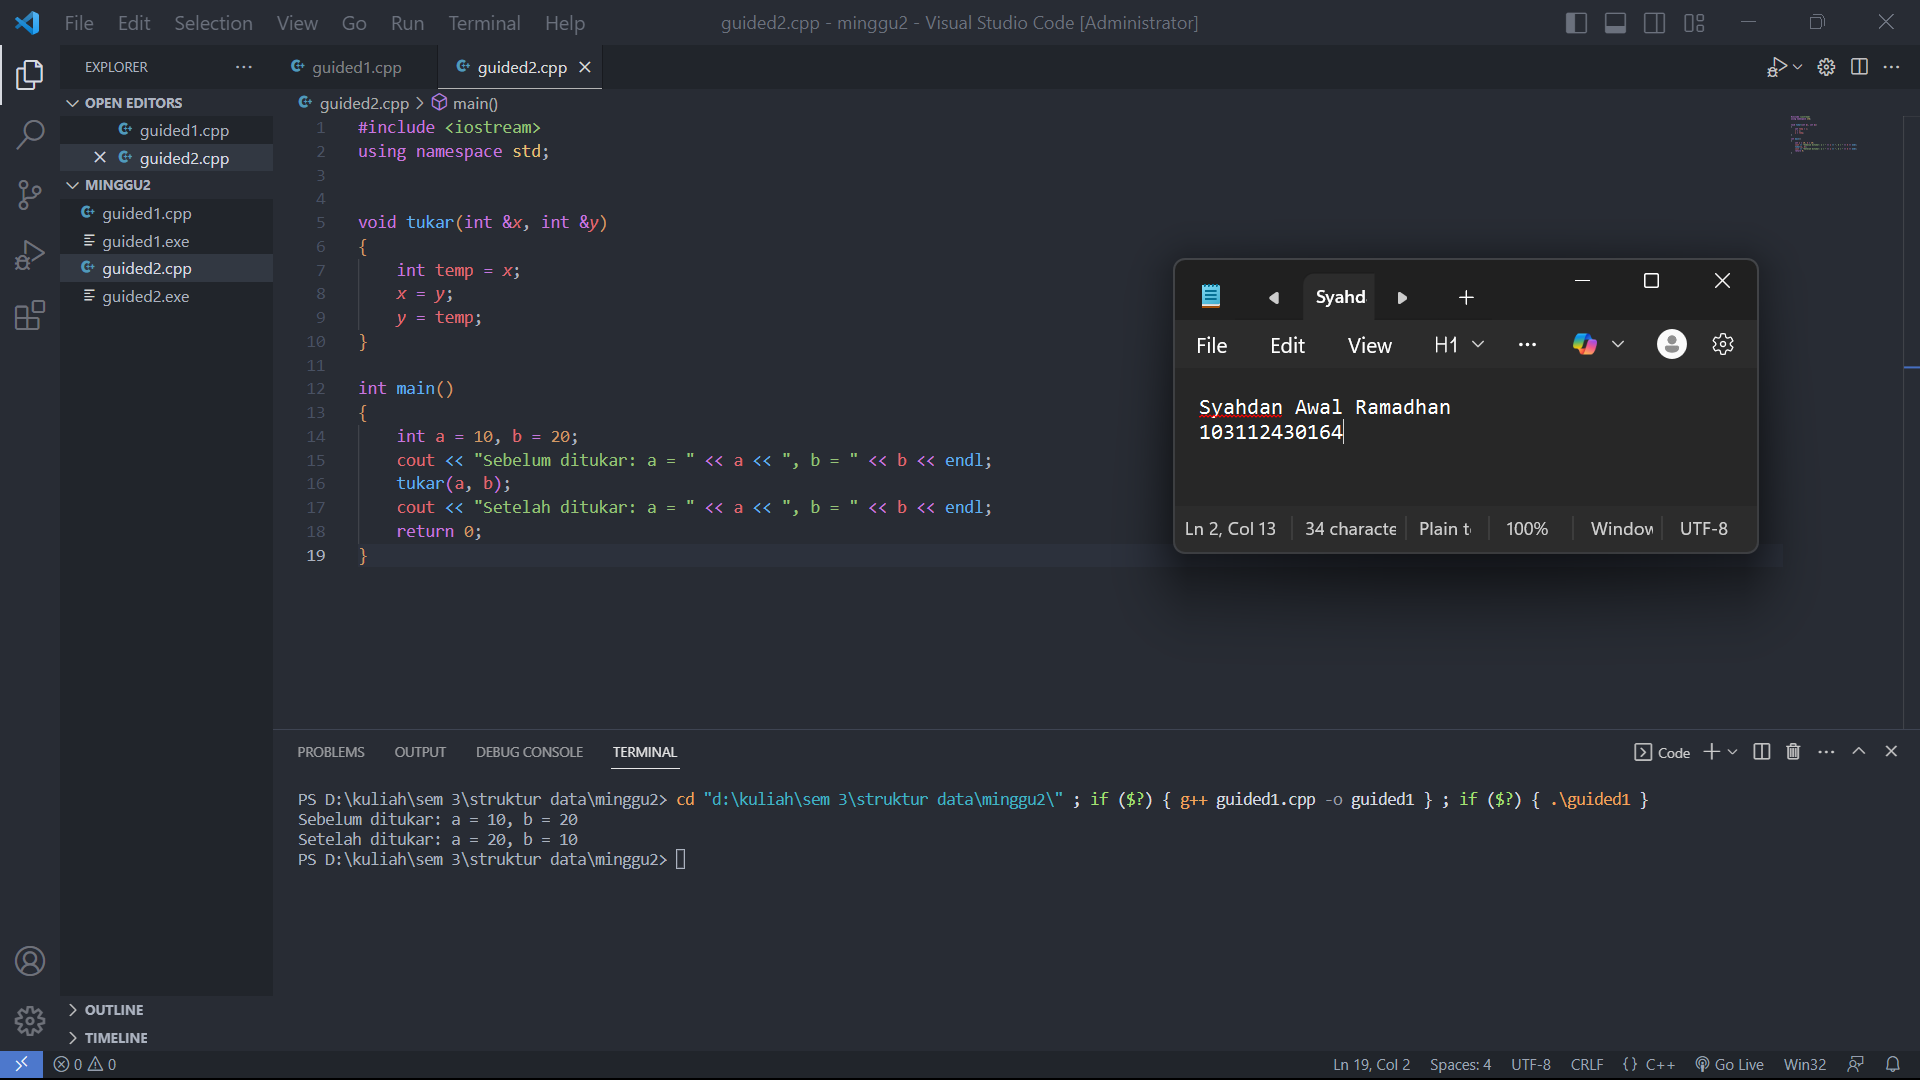 File Edit Selection View Go Run Terminal Help
guided2.cpp - minggu2 - Visual Studio Code [Administrator]
EXPLORER
OPEN EDITORS
guided1.cpp
guided2.cpp
MINGGU2
guided1.cpp
guided1.exe
guided2.cpp
guided2.exe
OUTLINE
TIMELINE
guided1.cpp
guided2.cpp
guided2.cpp > main()
1 #include <iostream>
2 using namespace std;
3
4
5 void tukar(int &x, int &y)
6 {
7 int temp = x;
8 x = y;
9 y = temp;
10 }
11
12 int main()
13 {
14 int a = 10, b = 20;
15 cout << "Sebelum ditukar: a = " << a << ", b = " << b << endl;
16 tukar(a, b);
17 cout << "Setelah ditukar: a = " << a << ", b = " << b << endl;
18 return 0;
19 }
Syahd
File Edit View H1
Syahdan Awal Ramadhan
103112430164
Ln 2, Col 13 34 characte Plain t 100% Window UTF-8
PROBLEMS OUTPUT DEBUG CONSOLE TERMINAL
Code
PS D:\kuliah\sem 3\struktur data\minggu2> cd "d:\kuliah\sem 3\struktur data\minggu2\" ; if ($?) { g++ guided1.cpp -o guided1 } ; if ($?) { .\guided1 }
Sebelum ditukar: a = 10, b = 20
Setelah ditukar: a = 20, b = 10
PS D:\kuliah\sem 3\struktur data\minggu2>
0 0
Ln 19, Col 2 Spaces: 4 UTF-8 CRLF {} C++ Go Live Win32